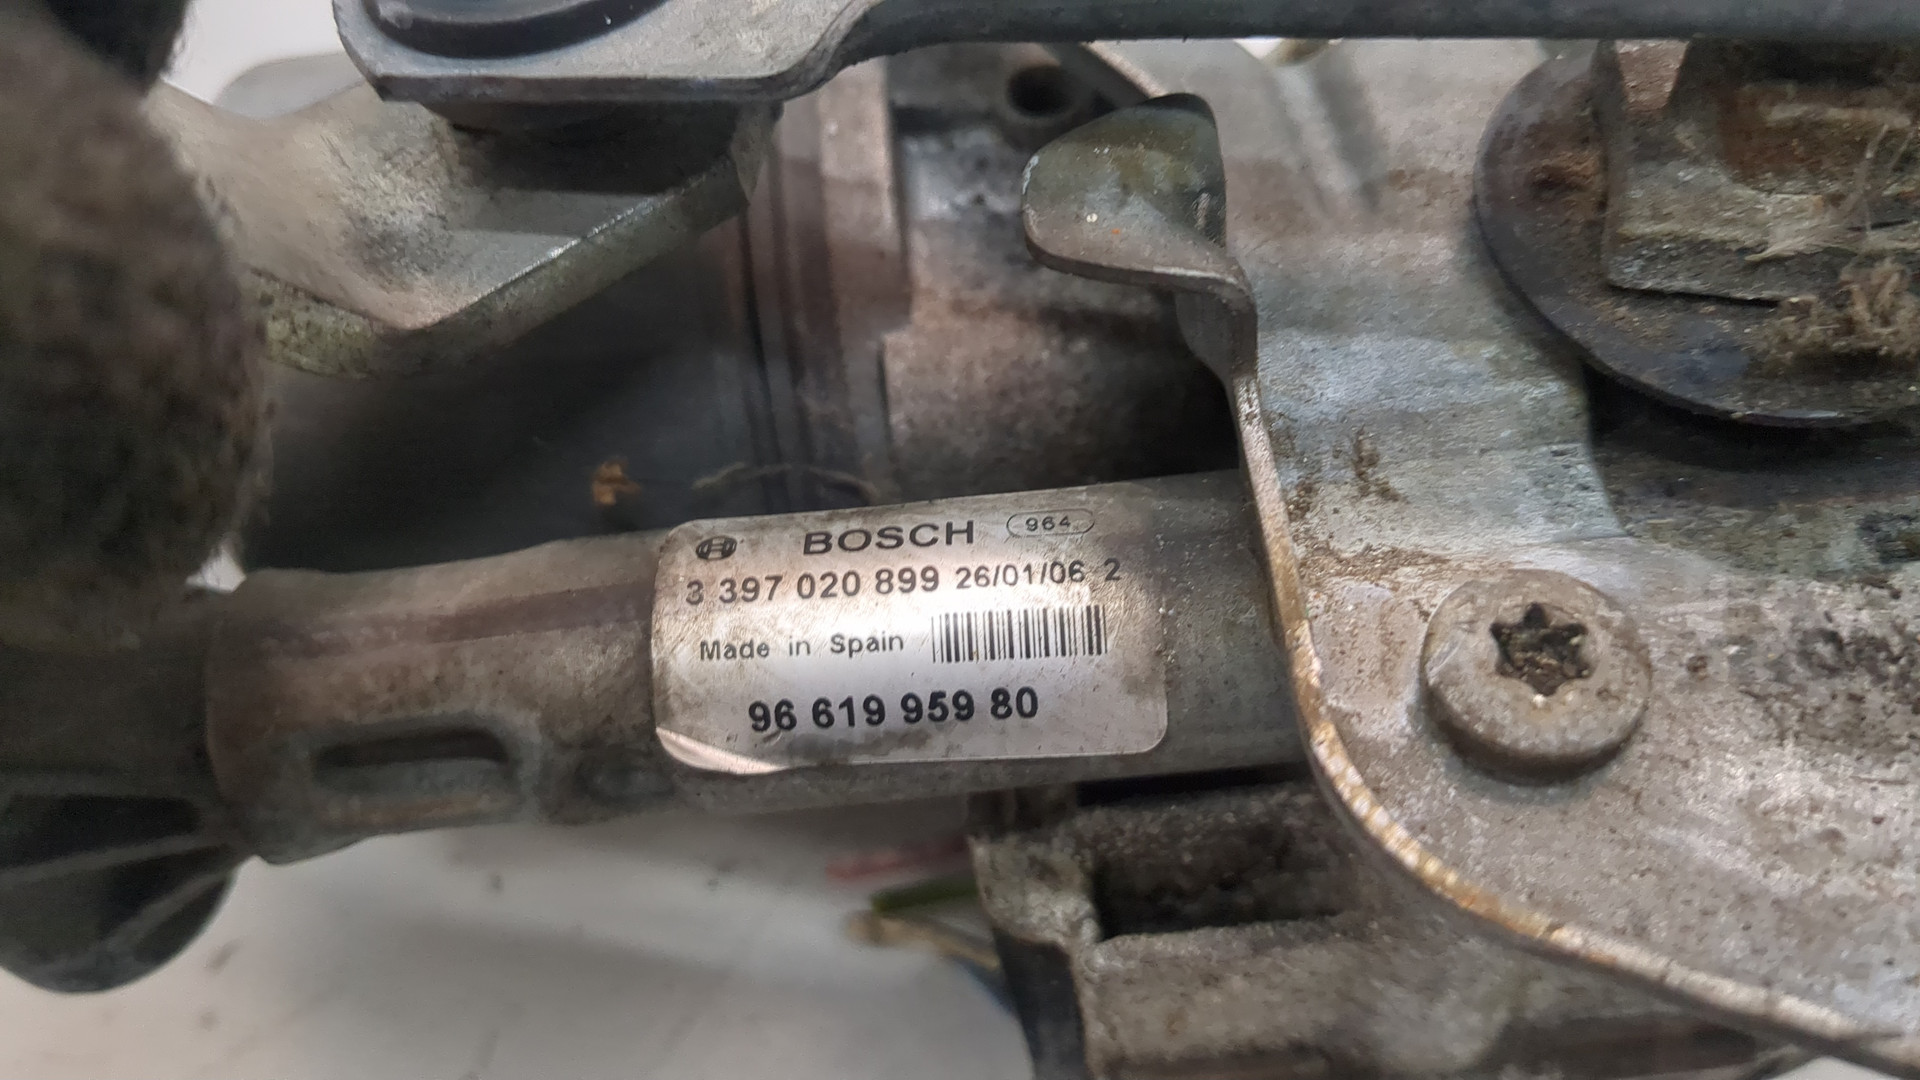 BOSCH 964
3 397 020 899 26/01/06 2
Made in Spain
96 619 959 80